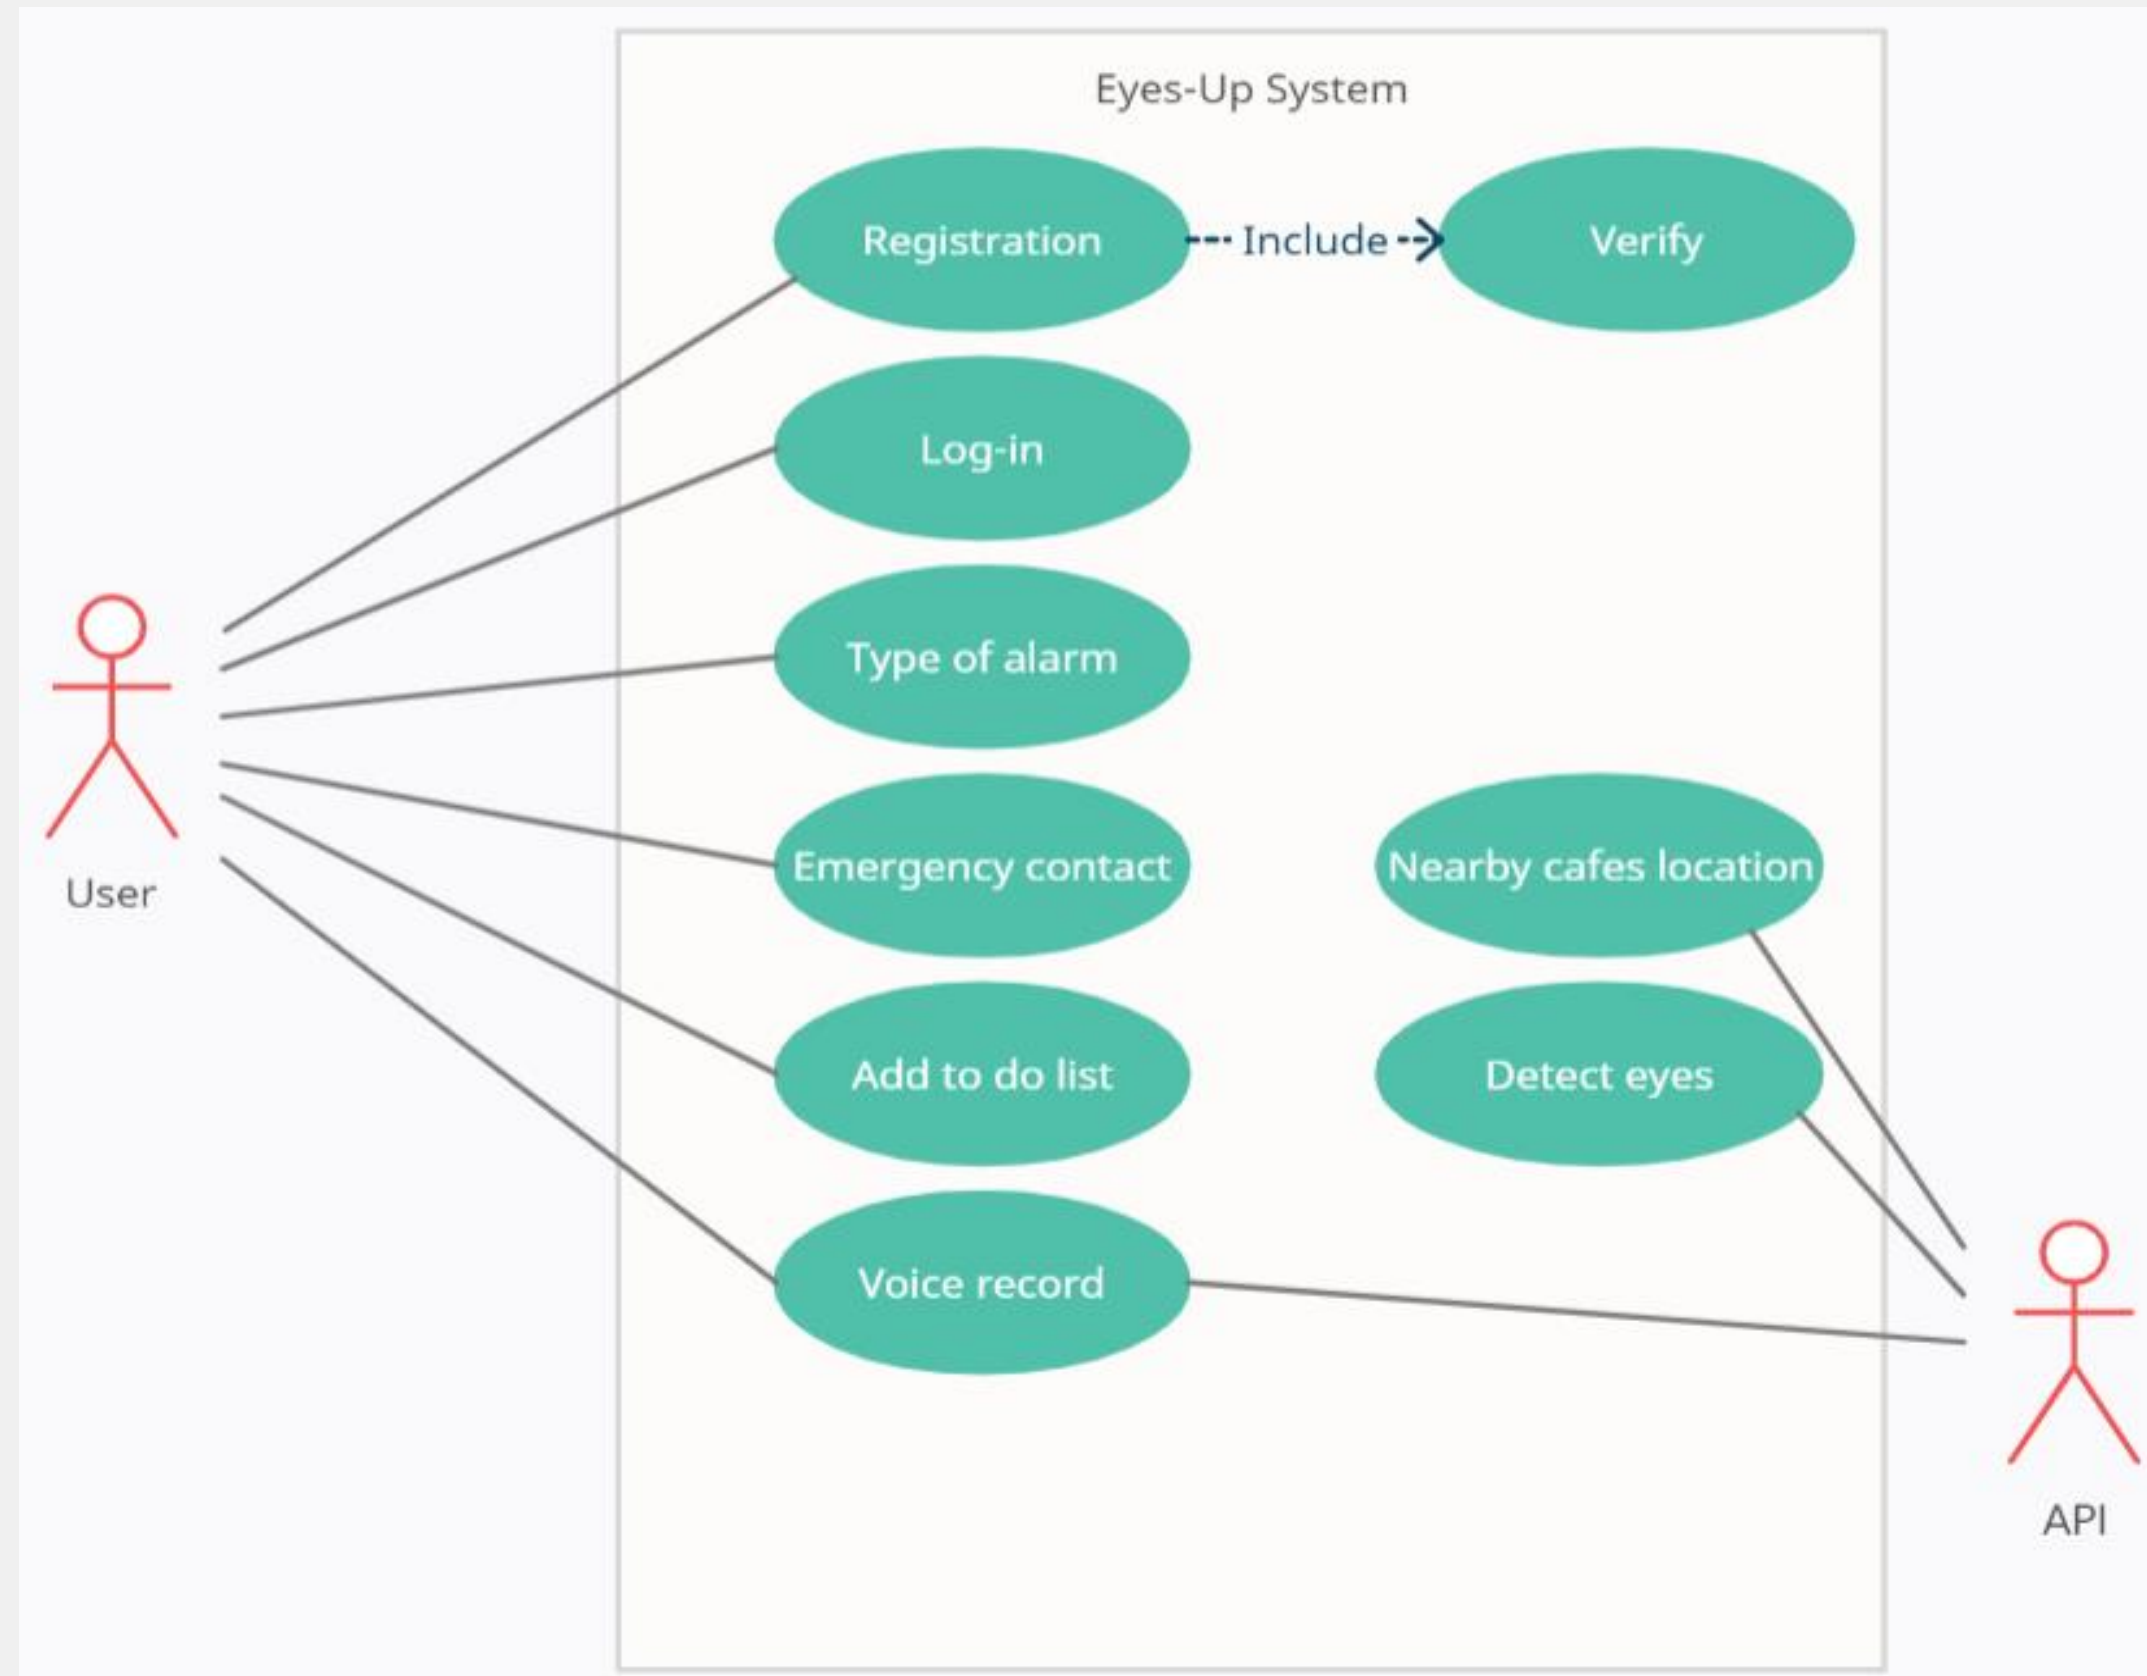 Eyes-Up System
Registration
Include
Verify
Log-in
Type of alarm
Emergency contact
Nearby cafes location
User
Add to do list
Detect eyes
Voice record
API